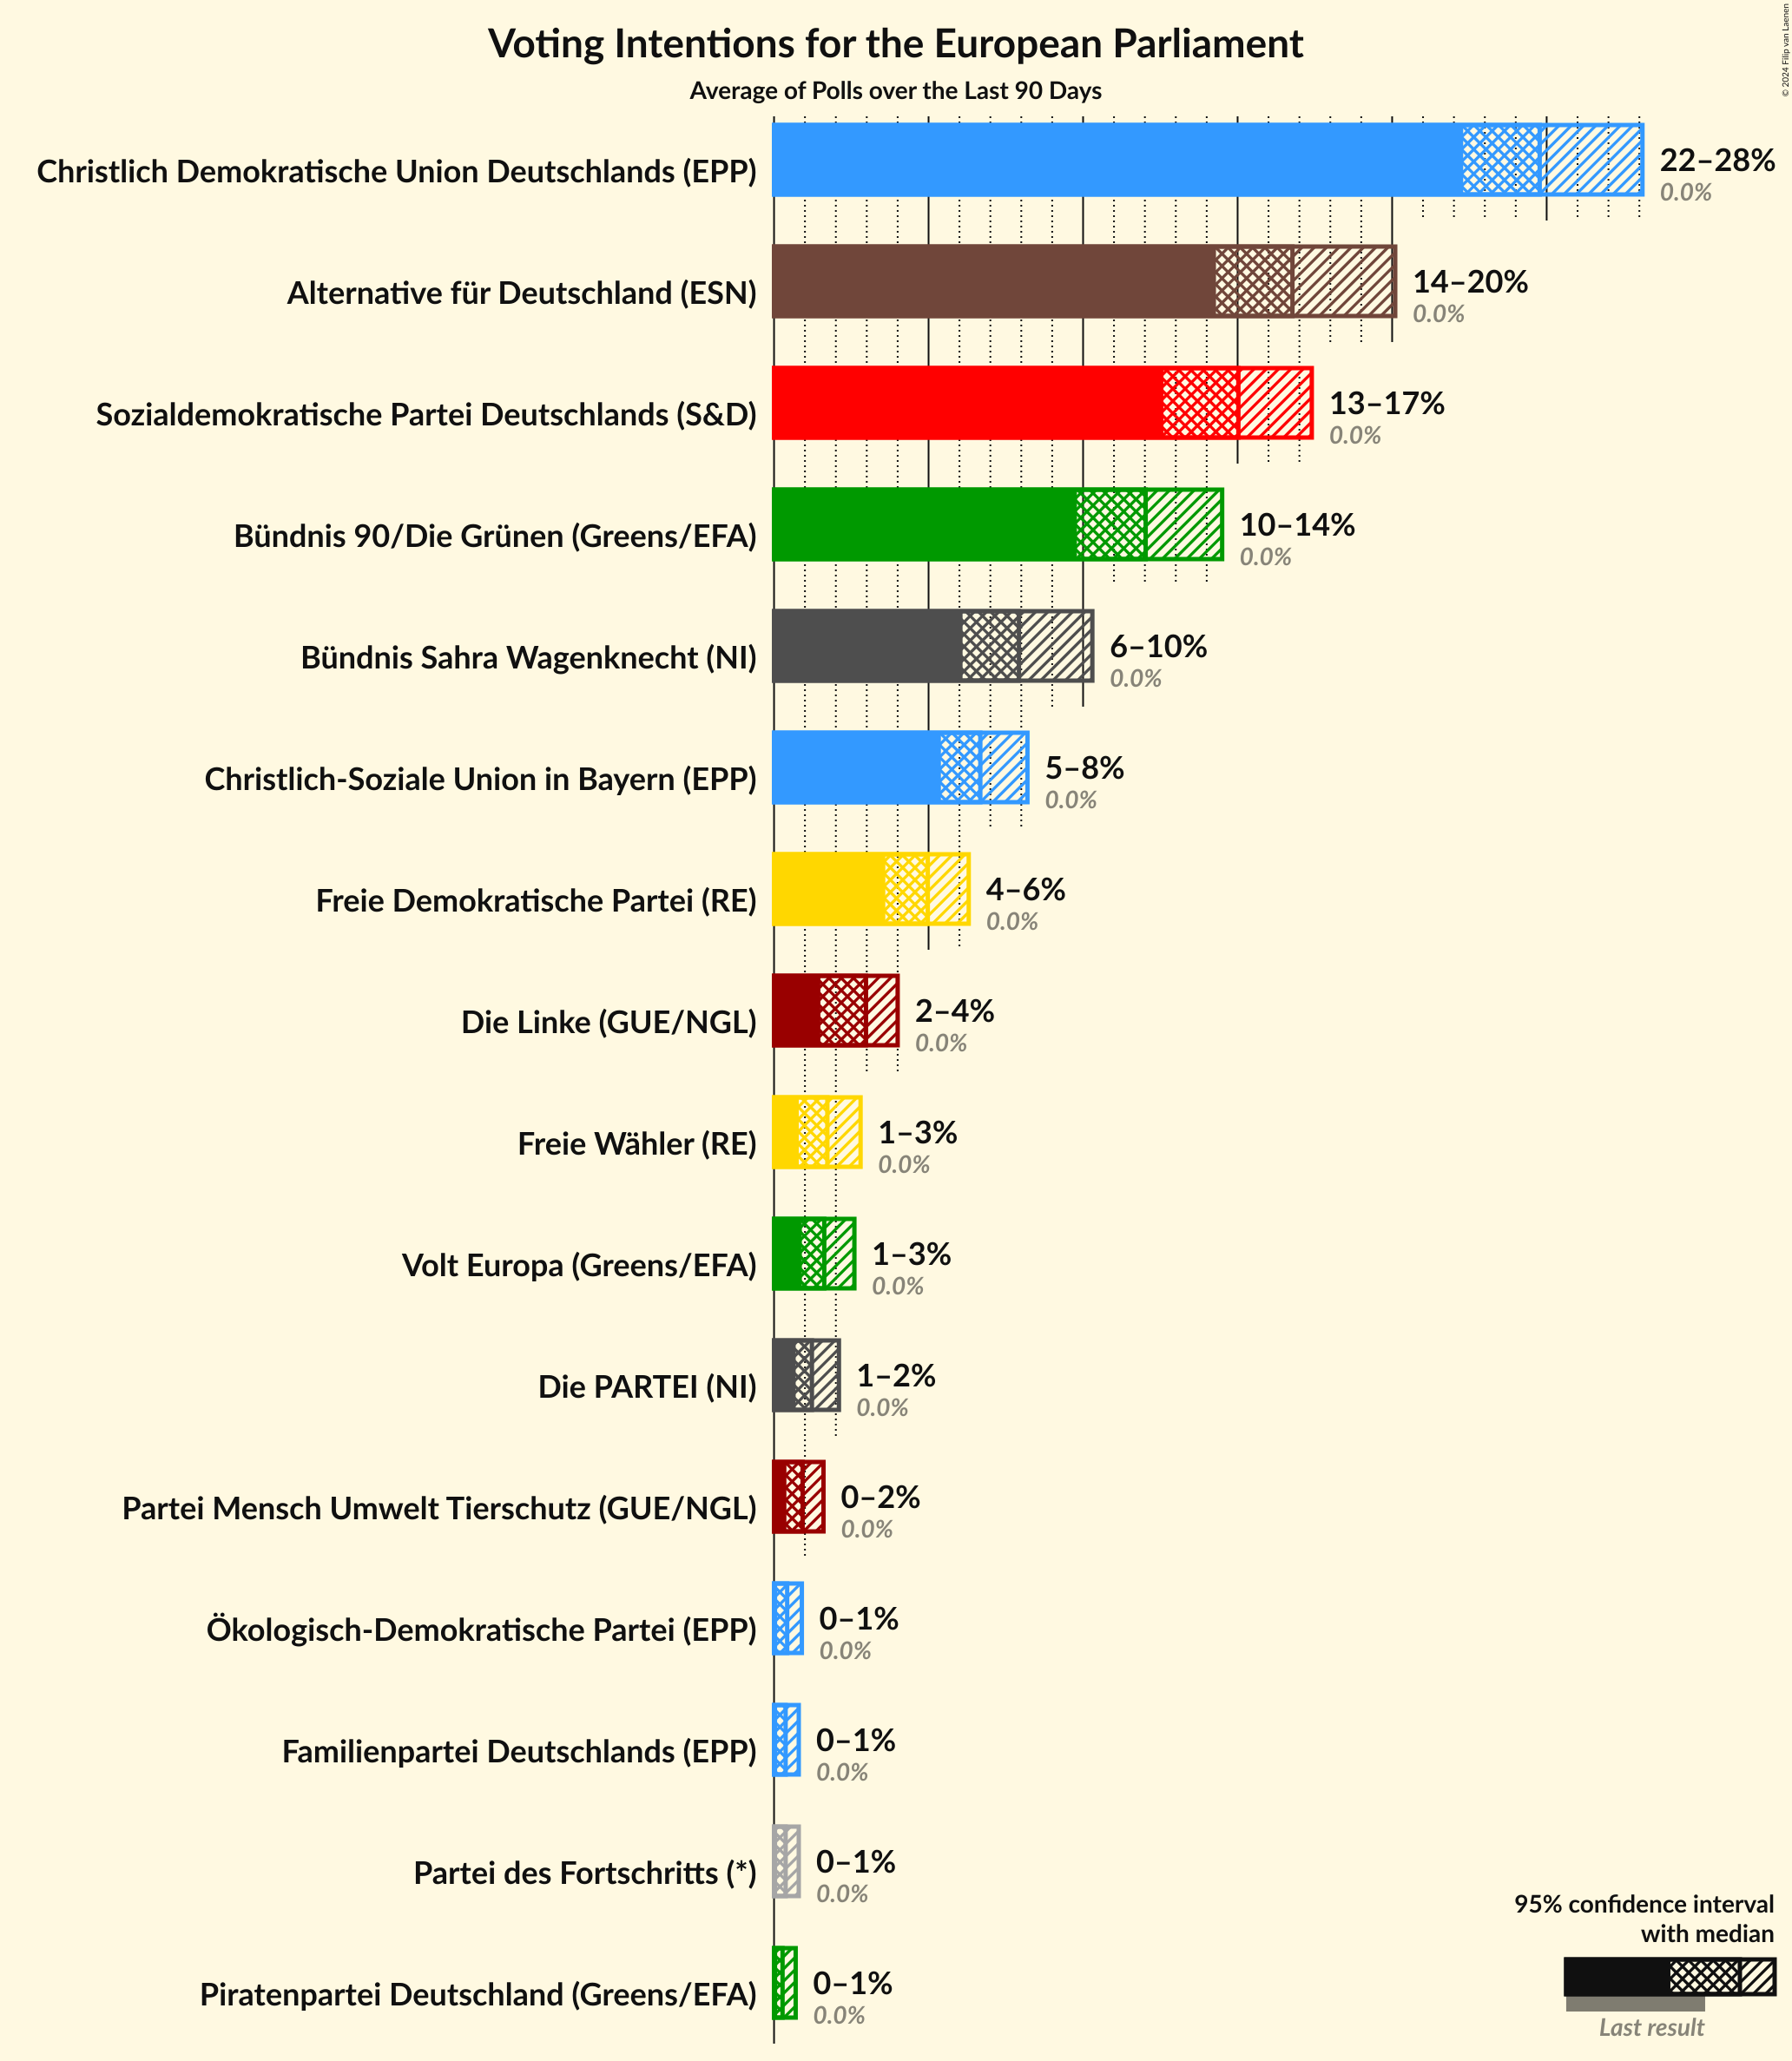 © 2024 Filip van Laenen
Voting Intentions for the European Parliament
Average of Polls over the Last 90 Days
Christlich Demokratische Union Deutschlands (EPP)
22–28%
0.0%
Alternative für Deutschland (ESN)
14–20%
0.0%
Sozialdemokratische Partei Deutschlands (S&D)
13–17%
0.0%
Bündnis 90/Die Grünen (Greens/EFA)
10–14%
0.0%
Bündnis Sahra Wagenknecht (NI)
6–10%
0.0%
Christlich-Soziale Union in Bayern (EPP)
5–8%
0.0%
Freie Demokratische Partei (RE)
4–6%
0.0%
Die Linke (GUE/NGL)
2–4%
0.0%
Freie Wähler (RE)
1–3%
0.0%
Volt Europa (Greens/EFA)
1–3%
0.0%
Die PARTEI (NI)
1–2%
0.0%
Partei Mensch Umwelt Tierschutz (GUE/NGL)
0–2%
0.0%
Ökologisch-Demokratische Partei (EPP)
0–1%
0.0%
Familienpartei Deutschlands (EPP)
0–1%
0.0%
Partei des Fortschritts (*)
0–1%
0.0%
Piratenpartei Deutschland (Greens/EFA)
0–1%
0.0%
95% confidence interval
with median
Last result